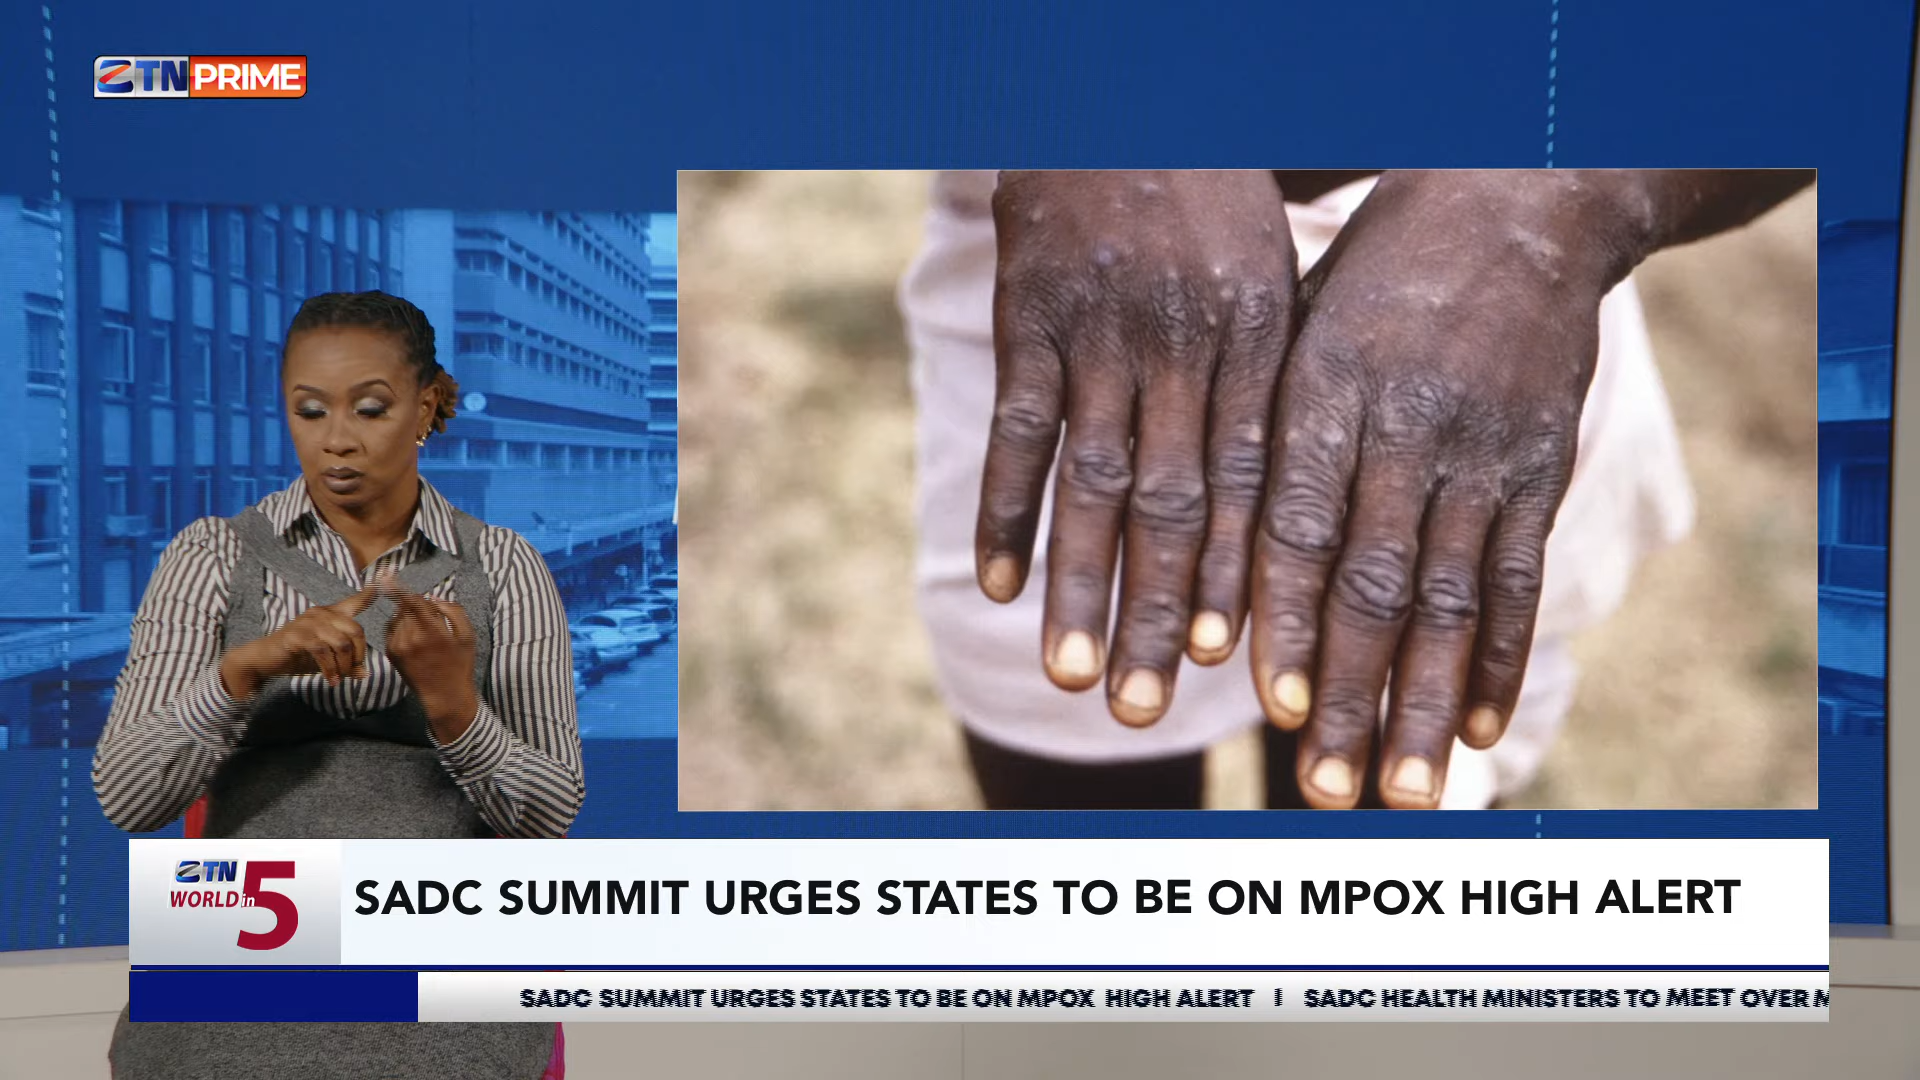 ZTN PRIME
ZTN
WORLD in 5
SADC SUMMIT URGES STATES TO BE ON MPOX HIGH ALERT
SADC SUMMIT URGES STATES TO BE ON MPOX HIGH ALERT | SADC HEALTH MINISTERS TO MEET OVER